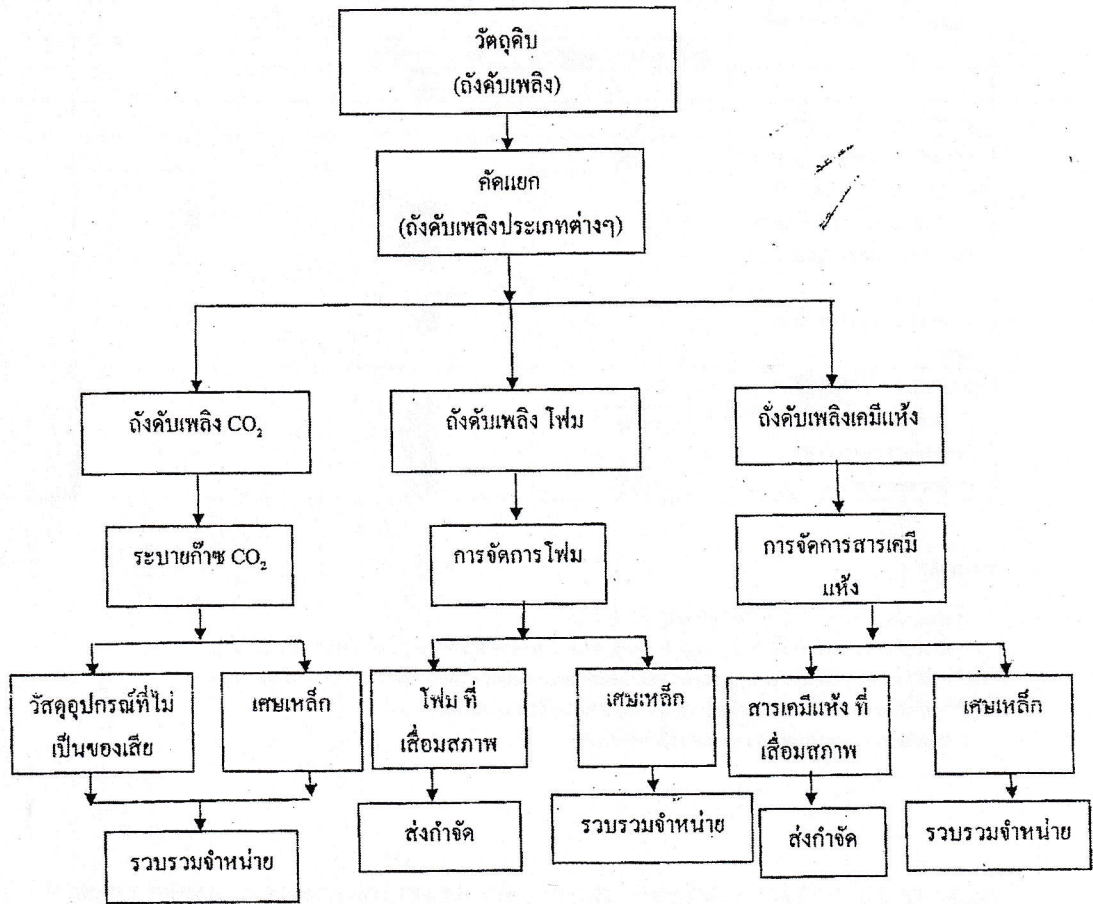 วัตถุดิบ
(ถังดับเพลิง)
คัดแยก
(ถังดับเพลิงประเภทต่างๆ)
ถังดับเพลิง CO₂
ถังดับเพลิง โฟม
ถังดับเพลิงเคมีแห้ง
ระบายก๊าซ CO₂
การจัดการโฟม
การจัดการสารเคมี
แห้ง
วัสดุอุปกรณ์ที่ไม่
เป็นของเสีย
เศษเหล็ก
โฟม ที่
เสื่อมสภาพ
เศษเหล็ก
สารเคมีแห้ง ที่
เสื่อมสภาพ
เศษเหล็ก
รวบรวมจำหน่าย
ส่งกำจัด
รวบรวมจำหน่าย
ส่งกำจัด
รวบรวมจำหน่าย